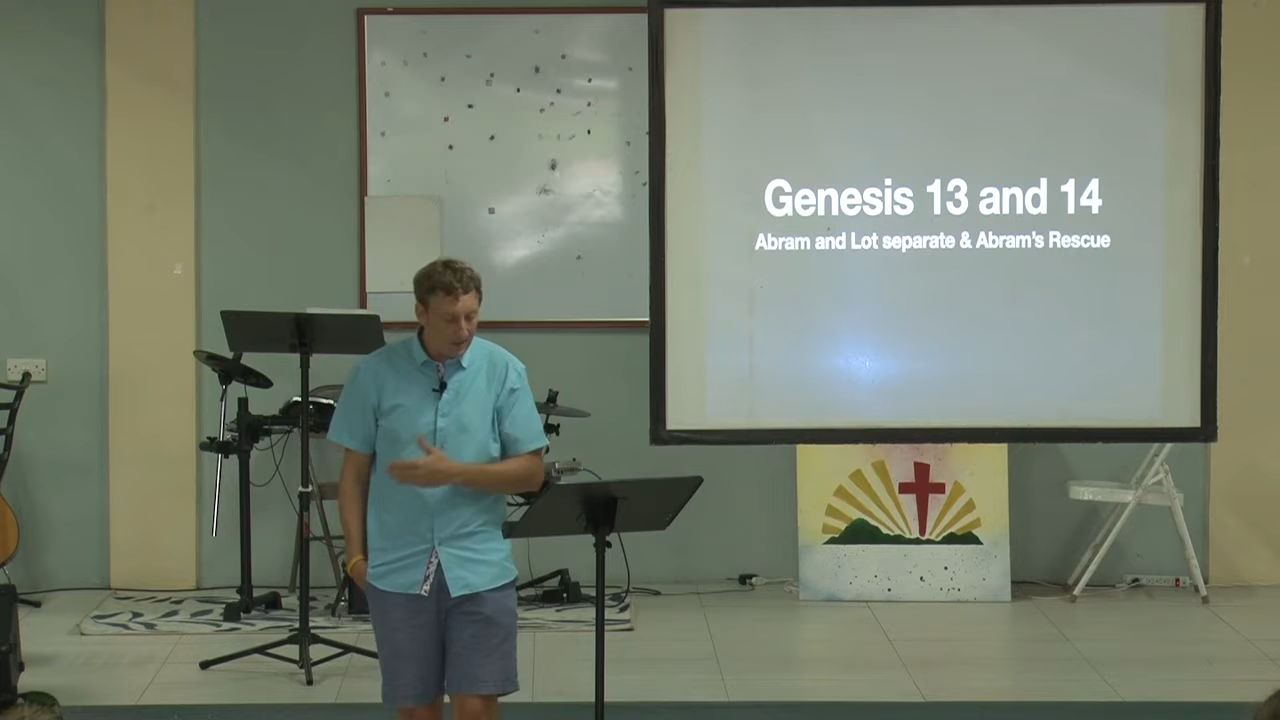 Genesis 13 and 14
Abram and Lot separate & Abram's Rescue